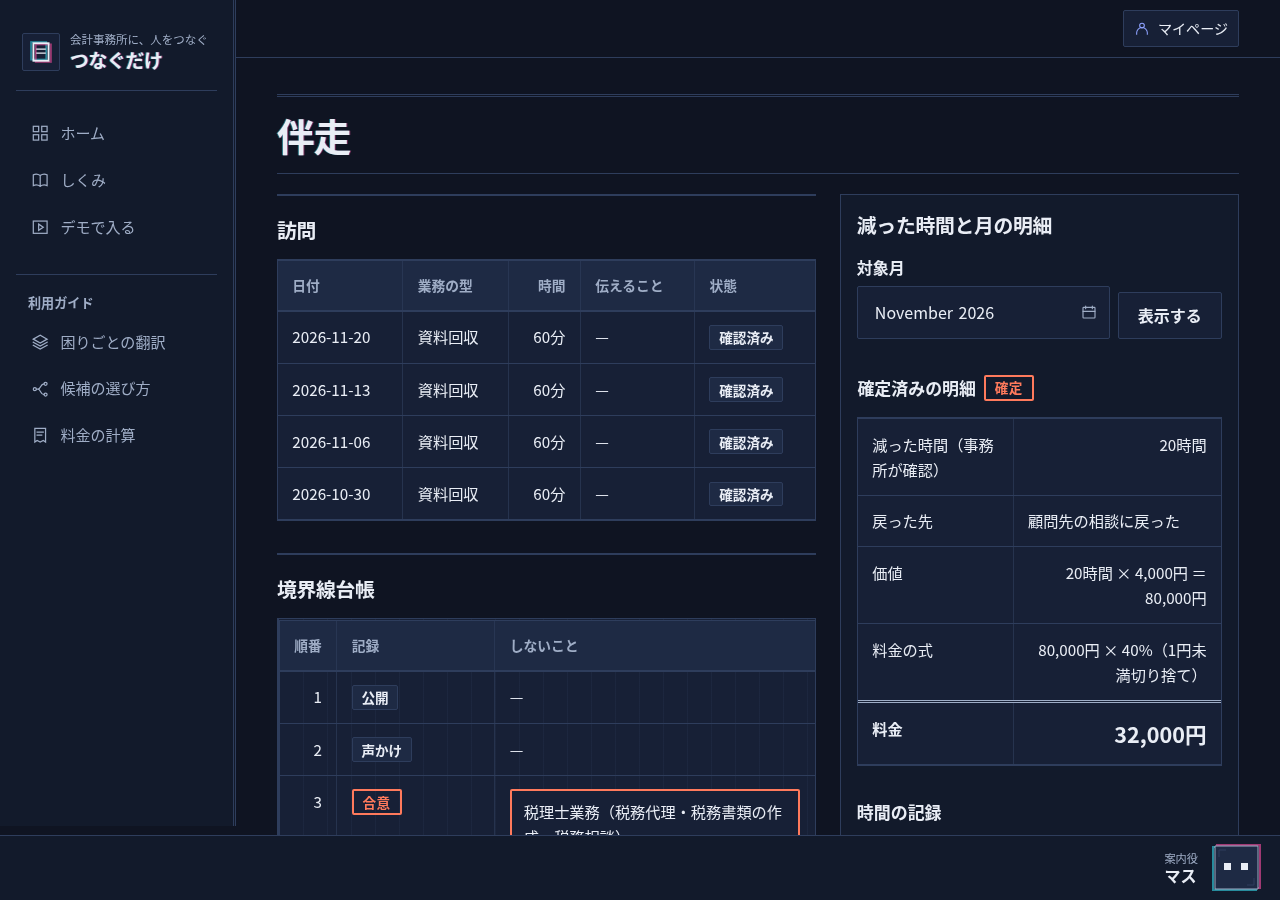 会計事務所に、人をつなぐ
つなぐだけ
マイページ
ホーム
しくみ
デモで入る
利用ガイド
困りごとの翻訳
候補の選び方
料金の計算
伴走
訪問
日付 業務の型 時間 伝えること 状態
2026-11-20 資料回収 60分 — 確認済み
2026-11-13 資料回収 60分 — 確認済み
2026-11-06 資料回収 60分 — 確認済み
2026-10-30 資料回収 60分 — 確認済み
境界線台帳
順番 記録 しないこと
1 公開 —
2 声かけ —
3 合意 税理士業務（税務代理・税務書類の作
成、税務相談）
減った時間と月の明細
対象月
November 2026 表示する
確定済みの明細 確定
減った時間（事務 20時間
所が確認）
戻った先 顧問先の相談に戻った
価値 20時間 × 4,000円 ＝
80,000円
料金の式 80,000円 × 40%（1円未
満切り捨て）
料金 32,000円
時間の記録
案内役
マス